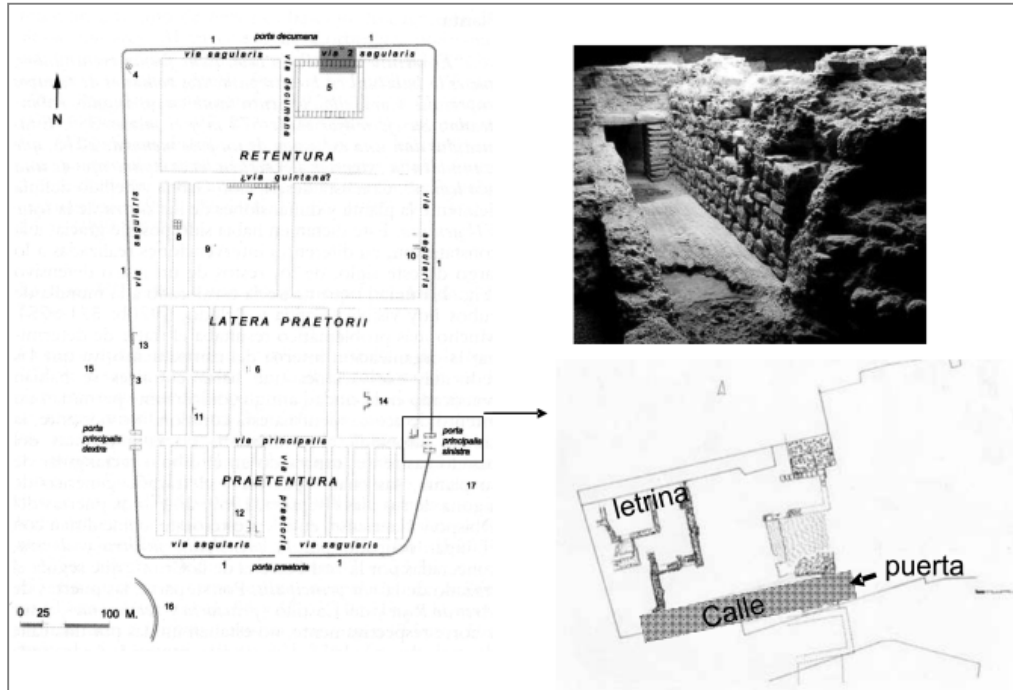 porta decumana
1
1
via sagularis
via 2 sagularis
4
via decumana
5
N
RETENTURA
¿via quintana?
7
via sagularis
via sagularis
8
9
10
1
1
LATERA PRAETORII
13
15
3
6
14
11
porta
principalis
dextra
via principalis
porta
principalis
sinistra
PRAETENTURA
via praetoria
17
12
via sagularis
via sagularis
1
1
porta praetoria
16
0 25 100 M.
letrina
puerta
Calle